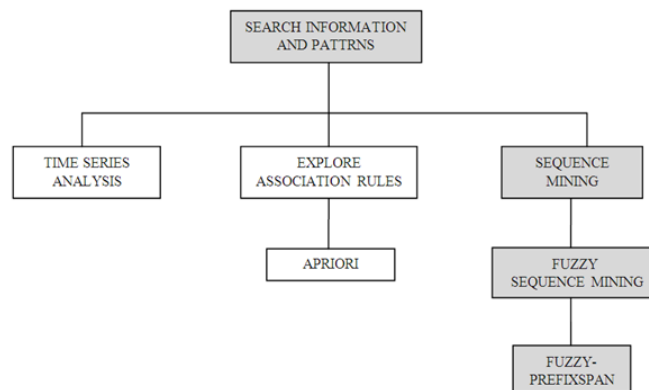 SEARCH INFORMATION
AND PATTRNS
TIME SERIES
ANALYSIS
EXPLORE
ASSOCIATION RULES
SEQUENCE
MINING
APRIORI
FUZZY
SEQUENCE MINING
FUZZY-
PREFIXSPAN